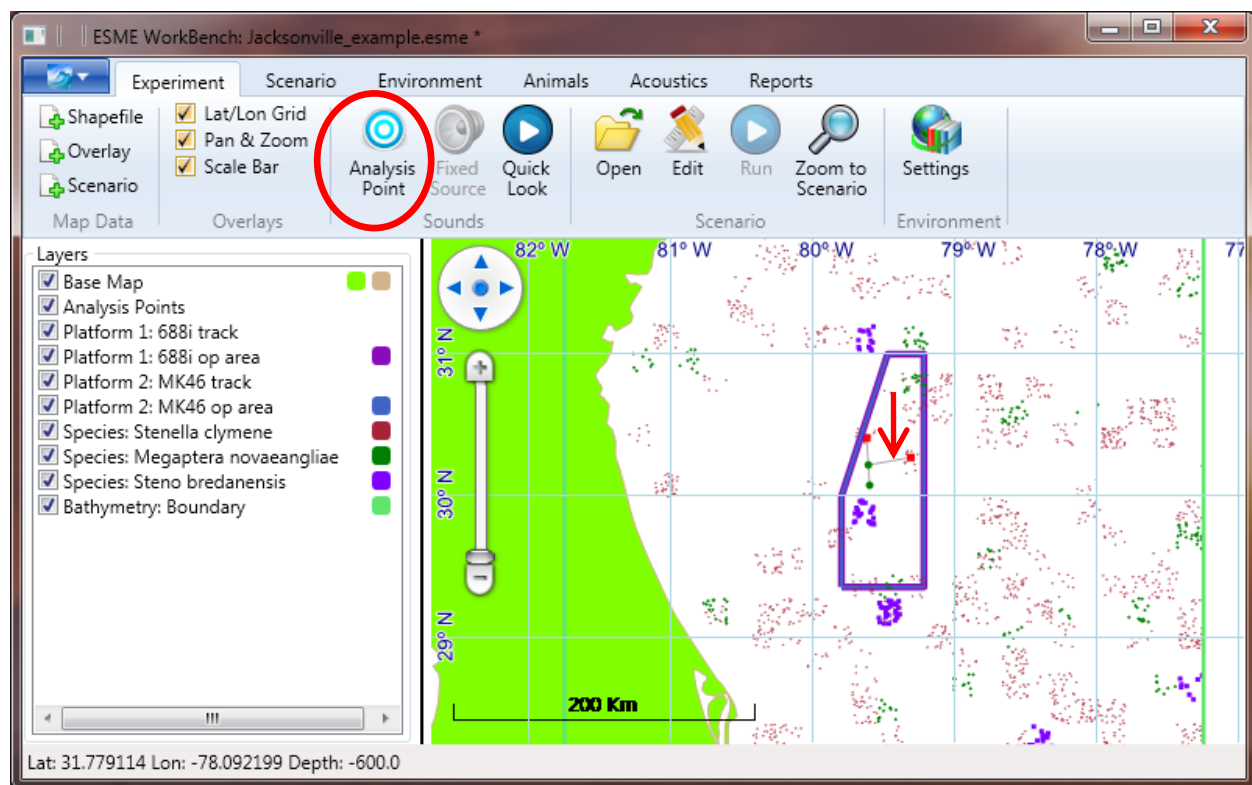 ESME WorkBench: Jacksonville_example.esme *
Experiment Scenario Environment Animals Acoustics Reports
Shapefile
Overlay
Scenario
Map Data
Lat/Lon Grid
Pan & Zoom
Scale Bar
Overlays
Analysis
Point
Fixed
Source
Quick
Look
Sounds
Open
Edit
Run
Zoom to
Scenario
Scenario
Settings
Environment
Layers
Base Map
Analysis Points
Platform 1: 688i track
Platform 1: 688i op area
Platform 2: MK46 track
Platform 2: MK46 op area
Species: Stenella clymene
Species: Megaptera novaeangliae
Species: Steno bredanensis
Bathymetry: Boundary
82° W 81° W 80° W 79° W 78° W 77
31° N
30° N
29° N
200 Km
Lat: 31.779114 Lon: -78.092199 Depth: -600.0